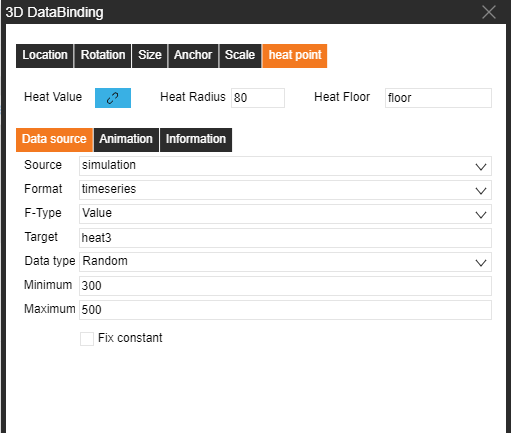 3D DataBinding
Location Rotation Size Anchor Scale heat point
Heat Value Heat Radius 80 Heat Floor floor
Data source Animation Information
Source simulation
Format timeseries
F-Type Value
Target heat3
Data type Random
Minimum 300
Maximum 500
Fix constant